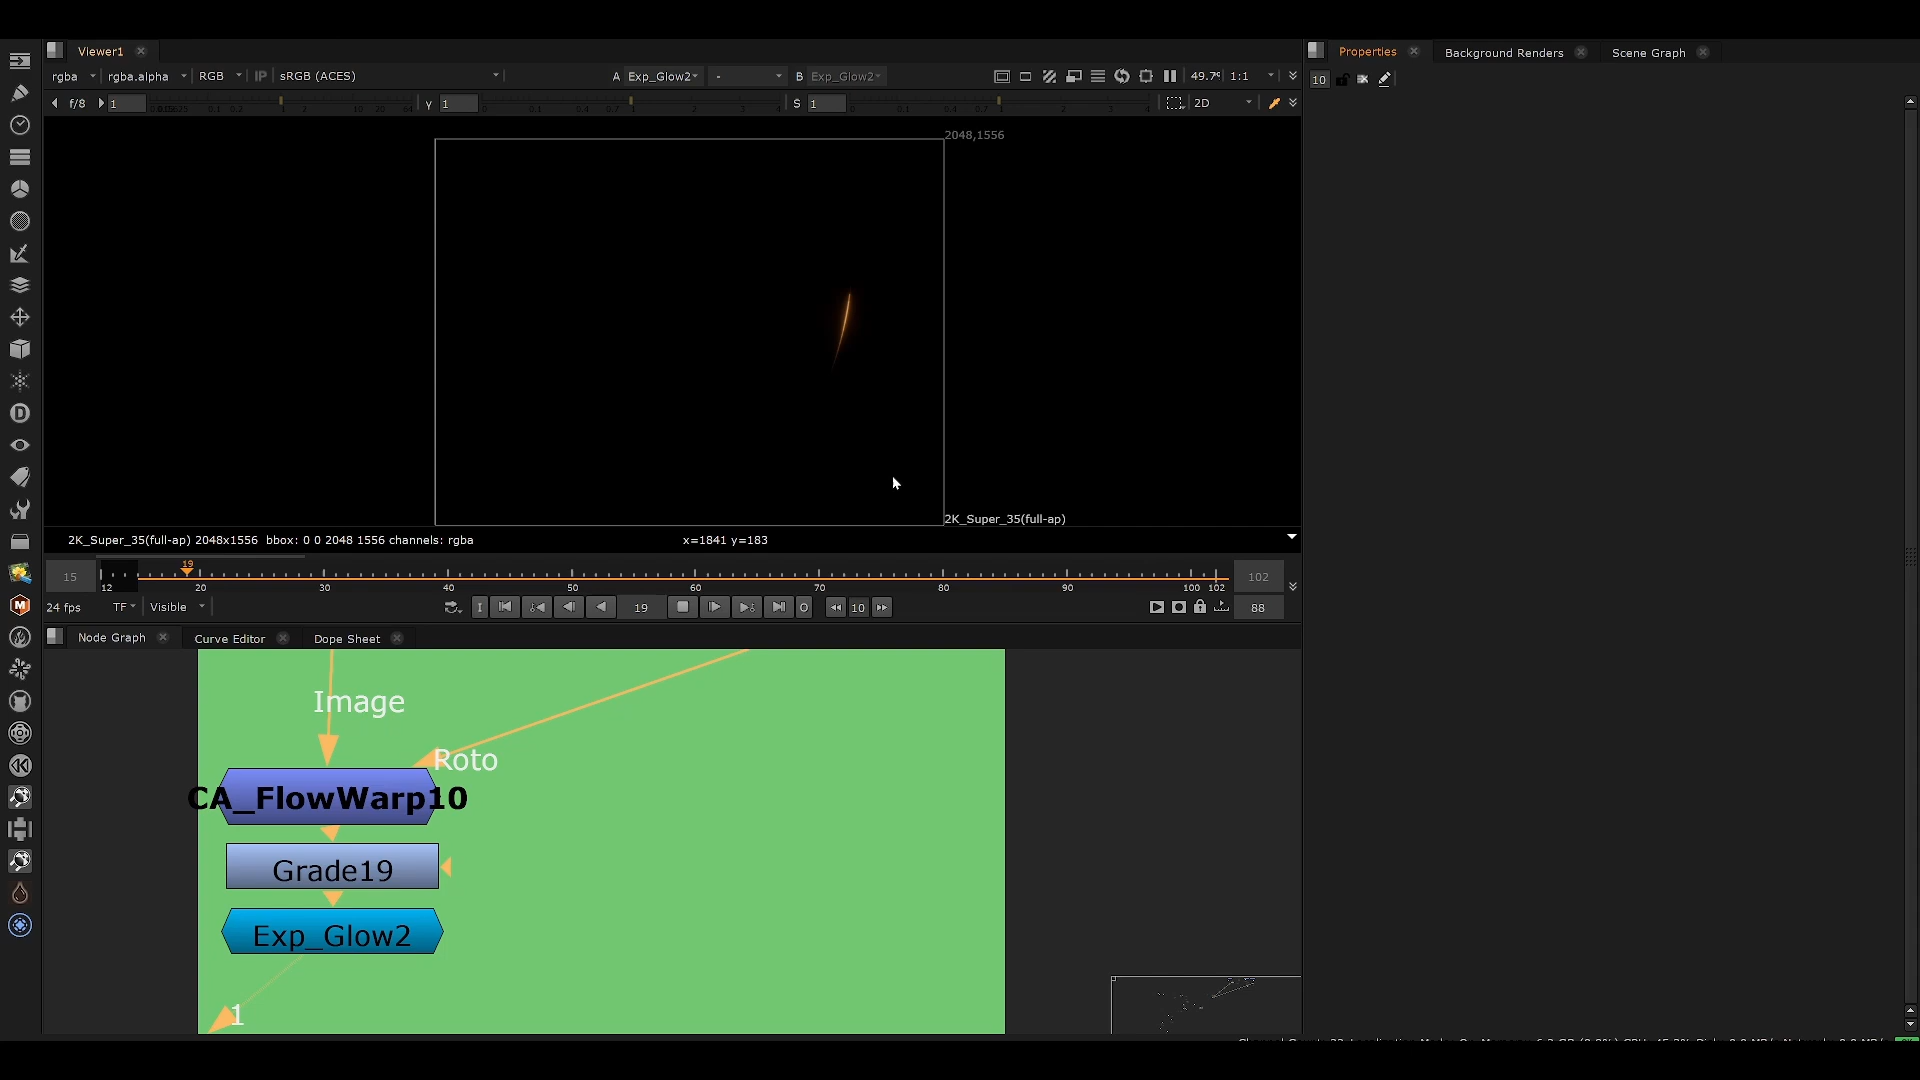 Viewer1
Properties
Background Renders
Scene Graph
rgba
rgba.alpha
RGB
IP
sRGB (ACES)
A
Exp_Glow2
-
B
Exp_Glow2
1:1
10
f/8
1
γ
1
S
1
2D
2048,1556
2K_Super_35(full-ap)
2K_Super_35(full-ap) 2048x1556 bbox: 0 0 2048 1556 channels: rgba
x=1841 y=183
15
19
12
20
30
40
50
60
70
80
90
100
102
102
24 fps
TF
Visible
I
19
O
10
88
Node Graph
Curve Editor
Dope Sheet
Image
Roto
CA_FlowWarp10
Grade19
Exp_Glow2
1